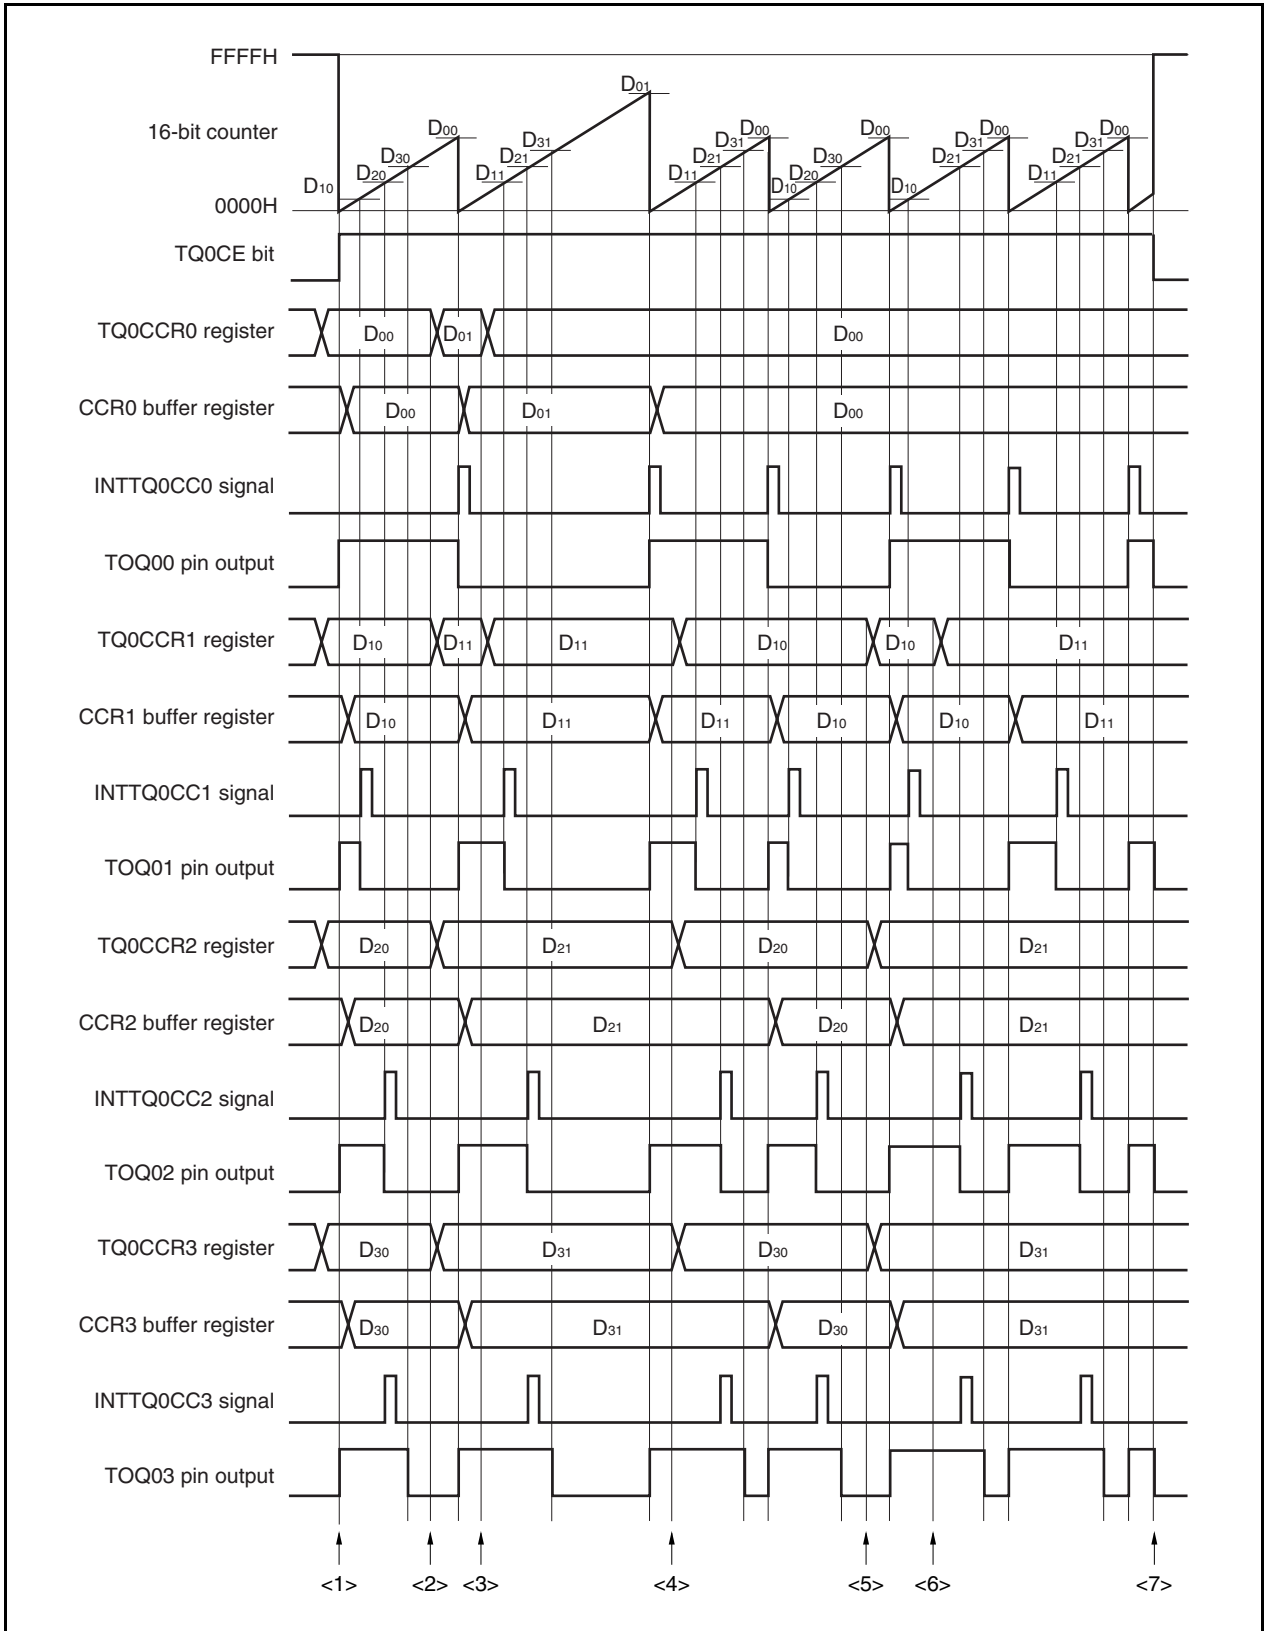 FFFFH
D01
16-bit counter
D00 D00 D00 D00 D00
D30 D31 D31 D30 D31 D31
D20 D21 D21 D20 D21 D21
D10 D11 D11 D10 D10 D11
0000H
TQ0CE bit
TQ0CCR0 register D00 D01 D00
CCR0 buffer register D00 D01 D00
INTTQ0CC0 signal
TOQ00 pin output
TQ0CCR1 register D10 D11 D11 D10 D10 D11
CCR1 buffer register D10 D11 D11 D10 D10 D11
INTTQ0CC1 signal
TOQ01 pin output
TQ0CCR2 register D20 D21 D20 D21
CCR2 buffer register D20 D21 D20 D21
INTTQ0CC2 signal
TOQ02 pin output
TQ0CCR3 register D30 D31 D30 D31
CCR3 buffer register D30 D31 D30 D31
INTTQ0CC3 signal
TOQ03 pin output
<1> <2> <3> <4> <5> <6> <7>